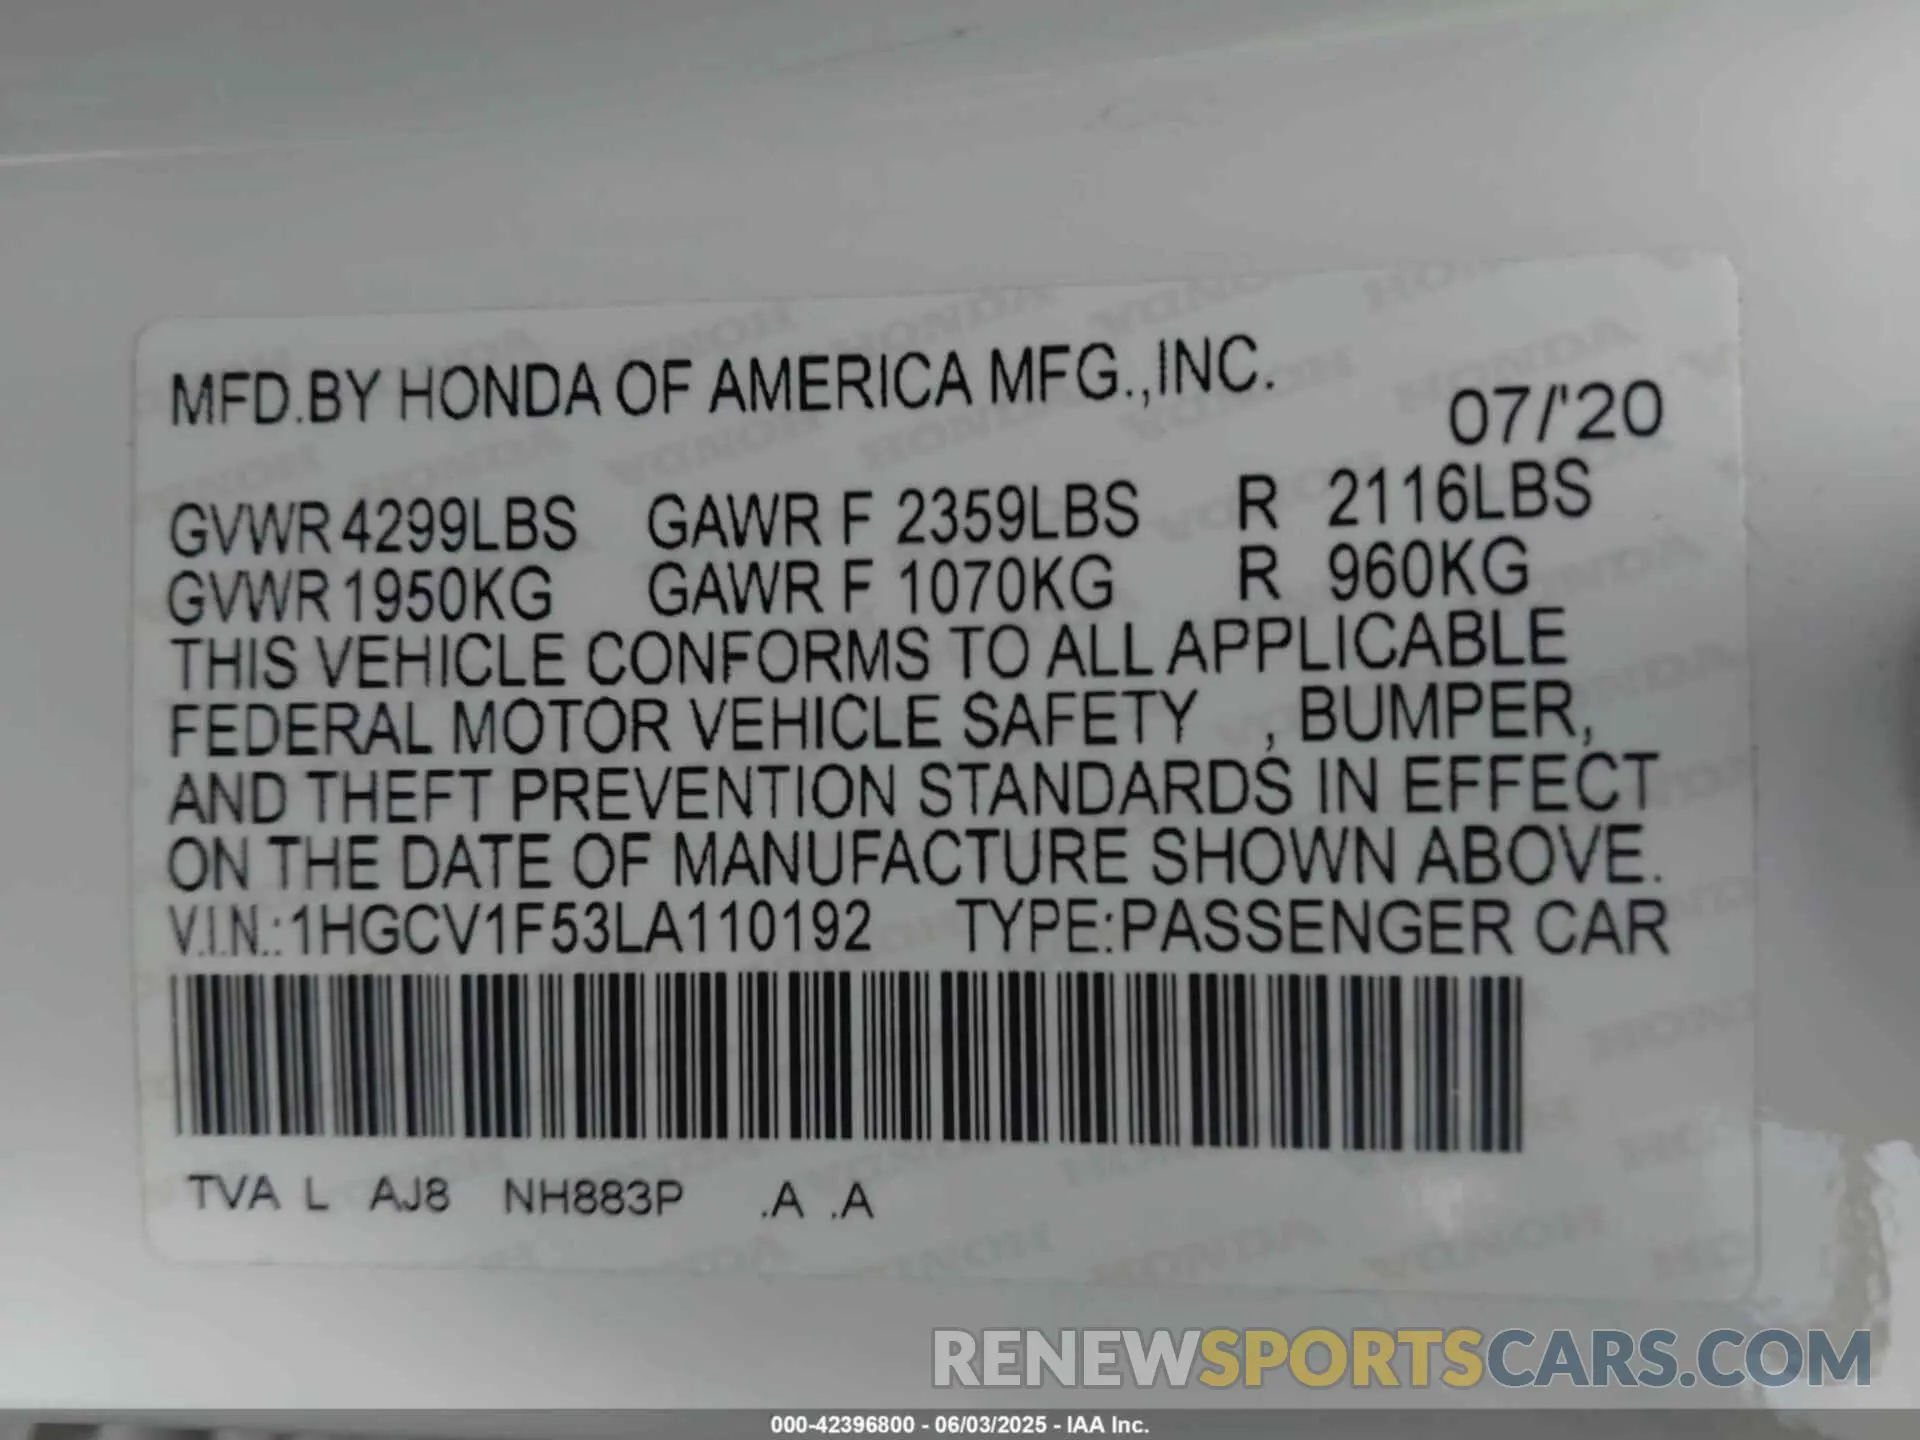 MFD.BY HONDA OF AMERICA MFG.,INC.
07/'20
GVWR 4299LBS GAWR F 2359LBS R 2116LBS
GVWR 1950KG GAWR F 1070KG R 960KG
THIS VEHICLE CONFORMS TO ALL APPLICABLE
FEDERAL MOTOR VEHICLE SAFETY , BUMPER,
AND THEFT PREVENTION STANDARDS IN EFFECT
ON THE DATE OF MANUFACTURE SHOWN ABOVE.
V.I.N.:1HGCV1F53LA110192 TYPE:PASSENGER CAR
TVA L AJ8 NH883P .A .A
RENEWSPORTSCARS.COM
000-42396800 - 06/03/2025 - IAA Inc.